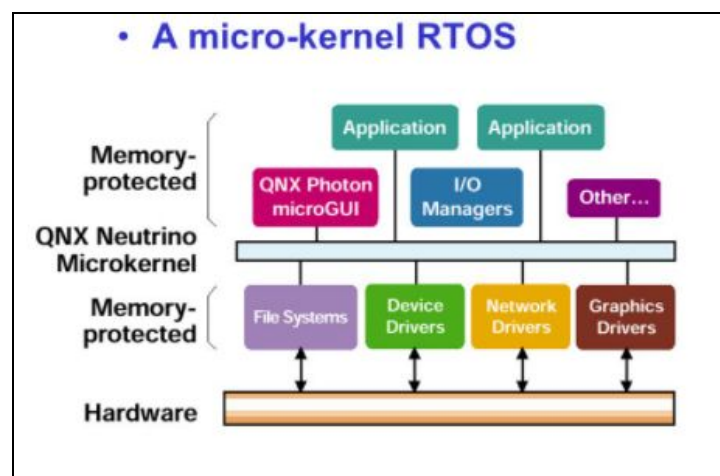 • A micro-kernel RTOS
Application
Application
Memory-
protected
QNX Photon
microGUI
I/O
Managers
Other...
QNX Neutrino
Microkernel
Memory-
protected
File Systems
Device
Drivers
Network
Drivers
Graphics
Drivers
Hardware